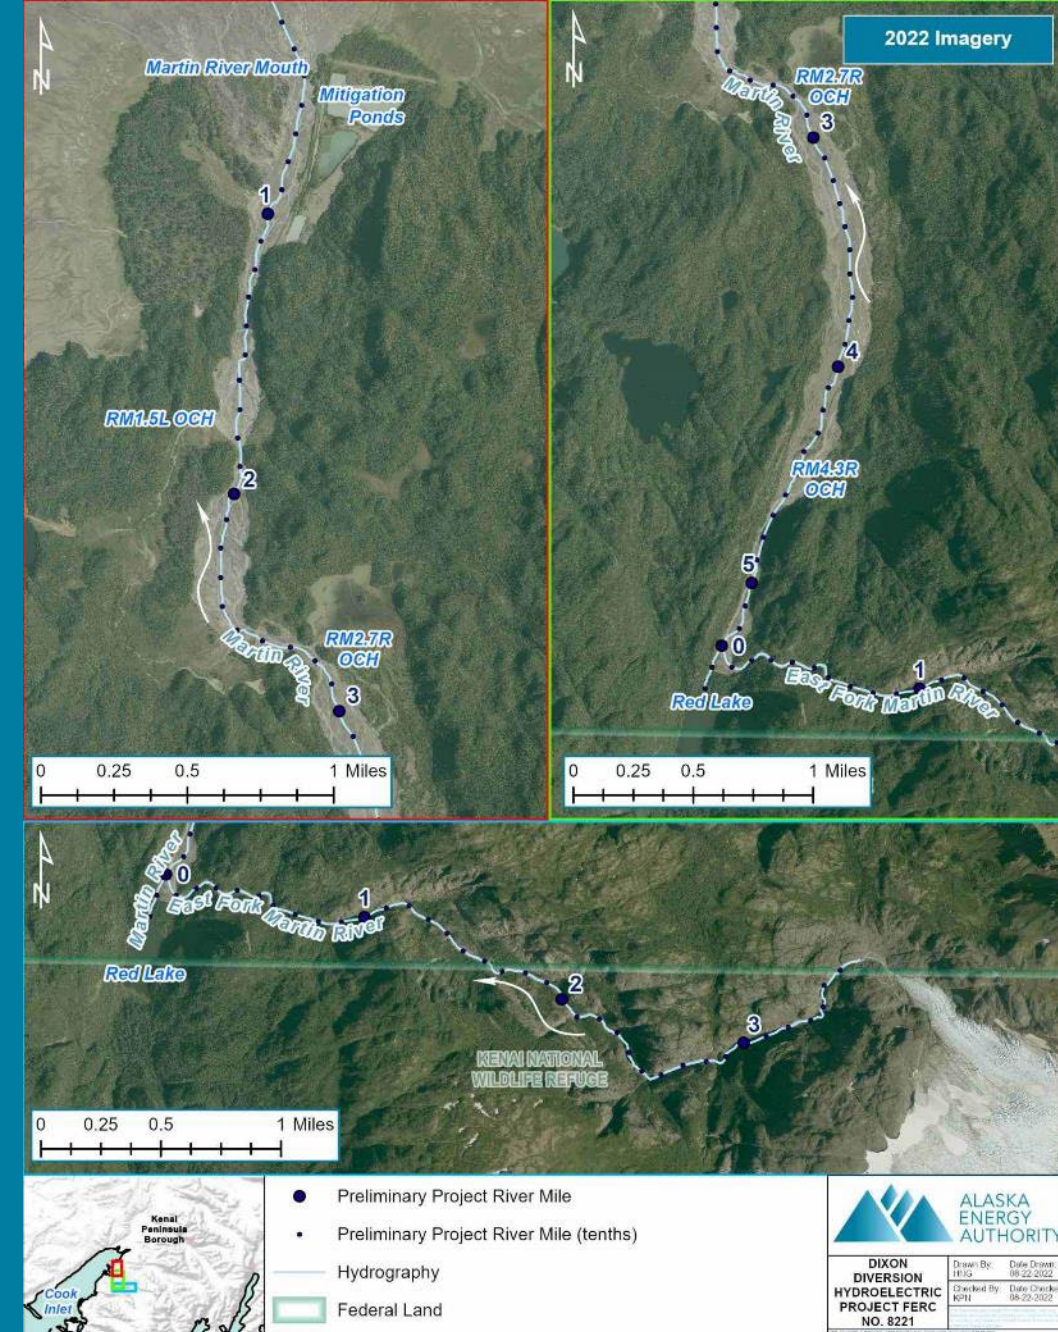 N
Martin River Mouth
Mitigation
Ponds
1
RM1.5L OCH
2
Martin River
RM2.7R
OCH
3
0 0.25 0.5 1 Miles
2022 Imagery
N
RM2.7R
OCH
Martin River
3
4
RM4.3R
OCH
5
0
Red Lake
East Fork Martin River
1
0 0.25 0.5 1 Miles
N
Martin River
0
East Fork Martin River
1
Red Lake
2
3
KENAI NATIONAL
WILDLIFE REFUGE
0 0.25 0.5 1 Miles
Kenai
Peninsula
Borough
Cook
Inlet
Preliminary Project River Mile
Preliminary Project River Mile (tenths)
Hydrography
Federal Land
ALASKA
ENERGY
AUTHORITY
DIXON
DIVERSION
HYDROELECTRIC
PROJECT FERC
NO. 8221
Drawn By: Date Drawn:
HNG 08-22-2022
Checked By: Date Checke
KPN 08-22-2022